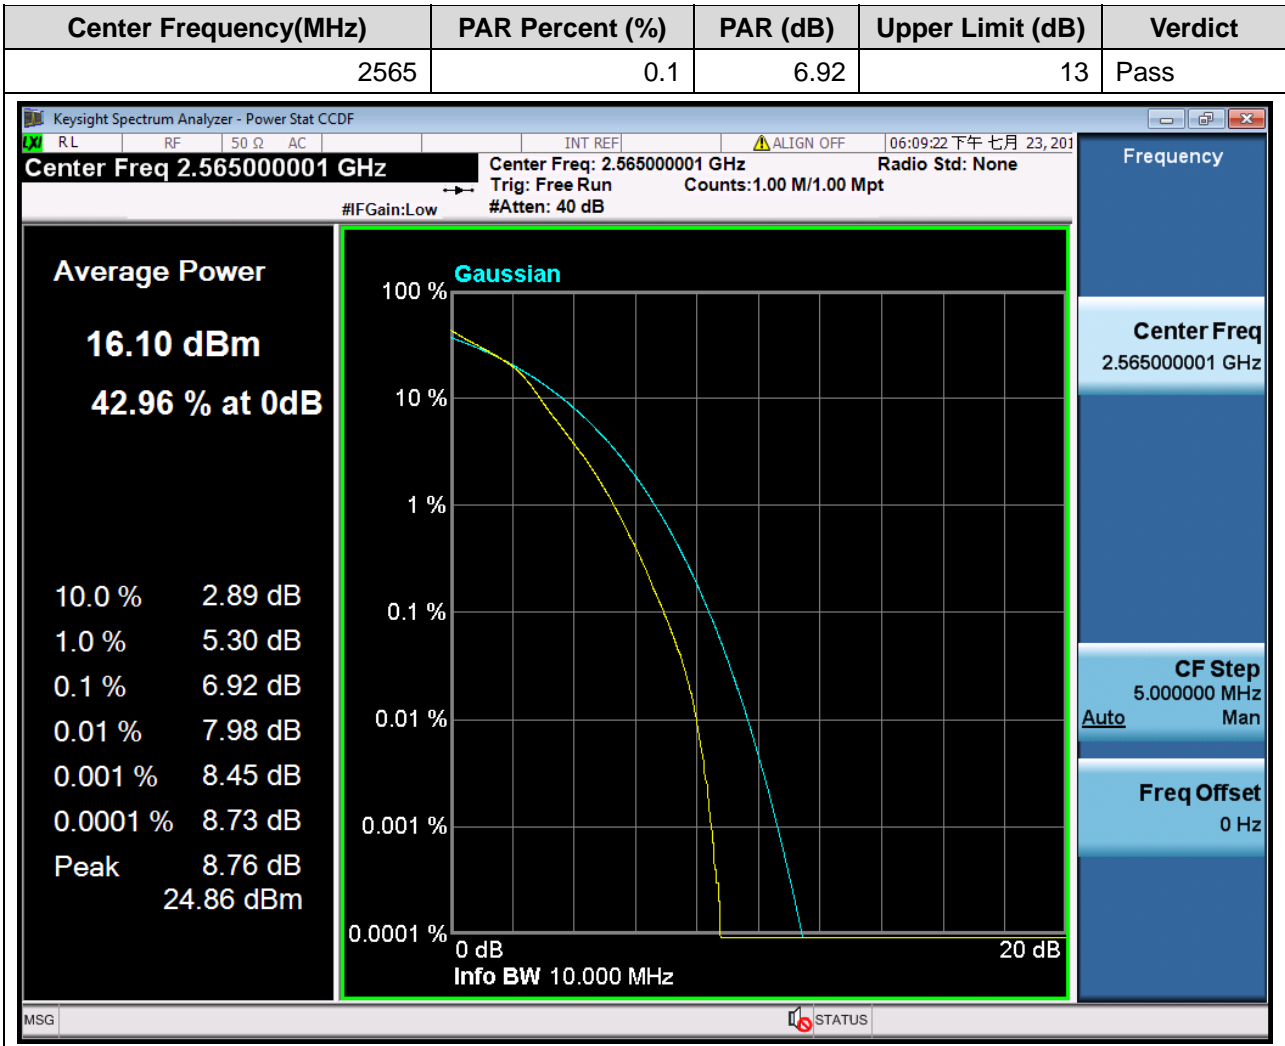 Center Frequency(MHz) PAR Percent (%) PAR (dB) Upper Limit (dB) Verdict
2565 0.1 6.92 13 Pass
Keysight Spectrum Analyzer - Power Stat CCDF
LXI RL RF 50 Ω AC INT REF ALIGN OFF 06:09:22 下午 七月 23, 201
Center Freq 2.565000001 GHz
Center Freq: 2.565000001 GHz Radio Std: None
Trig: Free Run Counts:1.00 M/1.00 Mpt
#IFGain:Low #Atten: 40 dB
Average Power
16.10 dBm
42.96 % at 0dB
10.0 % 2.89 dB
1.0 % 5.30 dB
0.1 % 6.92 dB
0.01 % 7.98 dB
0.001 % 8.45 dB
0.0001 % 8.73 dB
Peak 8.76 dB
24.86 dBm
Gaussian
100 %
10 %
1 %
0.1 %
0.01 %
0.001 %
0.0001 %
0 dB 20 dB
Info BW 10.000 MHz
Frequency
Center Freq
2.565000001 GHz
CF Step
5.000000 MHz
Auto Man
Freq Offset
0 Hz
MSG STATUS